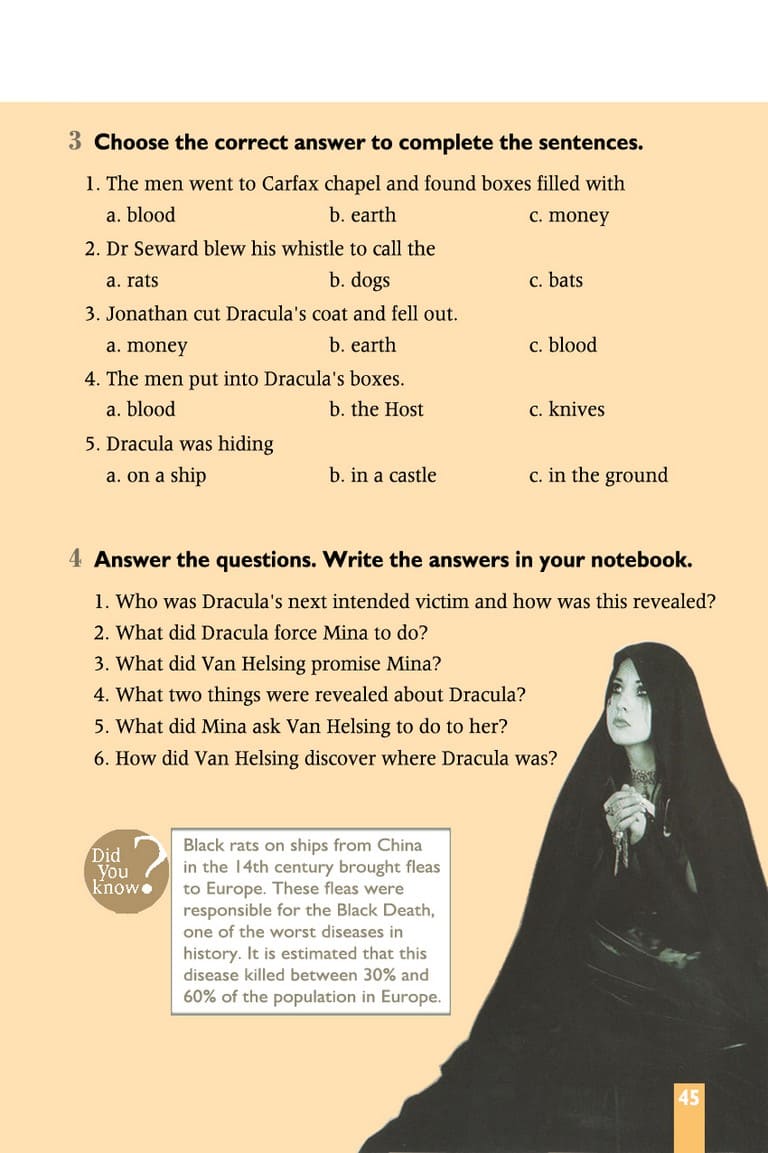 3 Choose the correct answer to complete the sentences.
1. The men went to Carfax chapel and found boxes filled with
a. blood b. earth c. money
2. Dr Seward blew his whistle to call the
a. rats b. dogs c. bats
3. Jonathan cut Dracula's coat and fell out.
a. money b. earth c. blood
4. The men put into Dracula's boxes.
a. blood b. the Host c. knives
5. Dracula was hiding
a. on a ship b. in a castle c. in the ground
4 Answer the questions. Write the answers in your notebook.
1. Who was Dracula's next intended victim and how was this revealed?
2. What did Dracula force Mina to do?
3. What did Van Helsing promise Mina?
4. What two things were revealed about Dracula?
5. What did Mina ask Van Helsing to do to her?
6. How did Van Helsing discover where Dracula was?
Did
You
know?
Black rats on ships from China
in the 14th century brought fleas
to Europe. These fleas were
responsible for the Black Death,
one of the worst diseases in
history. It is estimated that this
disease killed between 30% and
60% of the population in Europe.
45